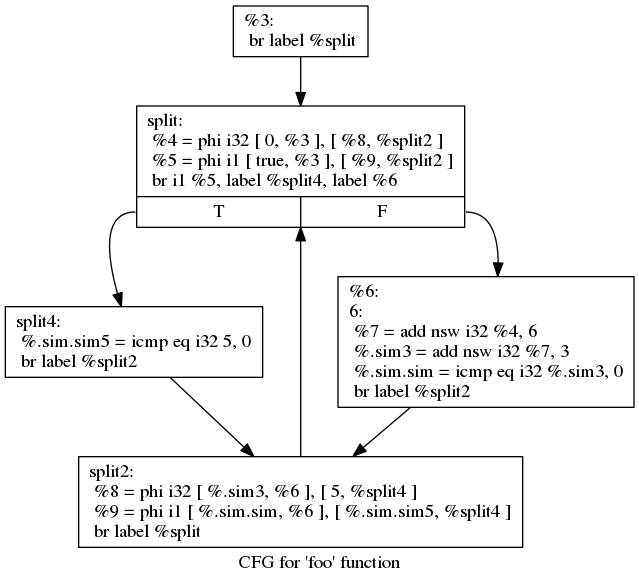 %3:
br label %split
split:
%4 = phi i32 [ 0, %3 ], [ %8, %split2 ]
%5 = phi i1 [ true, %3 ], [ %9, %split2 ]
br i1 %5, label %split4, label %6
T F
split4:
%.sim.sim5 = icmp eq i32 5, 0
br label %split2
%6:
6:
%7 = add nsw i32 %4, 6
%.sim3 = add nsw i32 %7, 3
%.sim.sim = icmp eq i32 %.sim3, 0
br label %split2
split2:
%8 = phi i32 [ %.sim3, %6 ], [ 5, %split4 ]
%9 = phi i1 [ %.sim.sim, %6 ], [ %.sim.sim5, %split4 ]
br label %split
CFG for 'foo' function